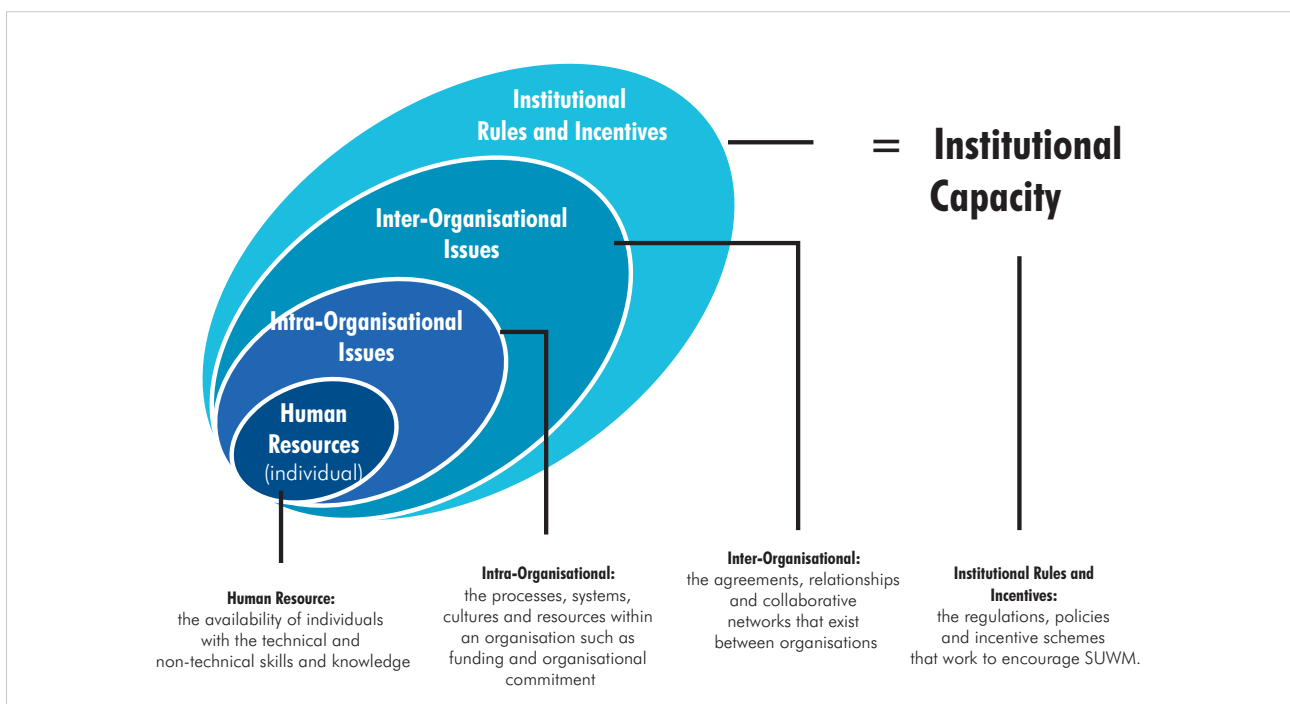 Institutional
Rules and Incentives
= Institutional
Capacity
Inter-Organisational
Issues
Intra-Organisational
Issues
Human
Resources
(individual)
Human Resource:
the availability of individuals
with the technical and
non-technical skills and knowledge
Intra-Organisational:
the processes, systems,
cultures and resources within
an organisation such as
funding and organisational
commitment
Inter-Organisational:
the agreements, relationships
and collaborative
networks that exist
between organisations
Institutional Rules and
Incentives:
the regulations, policies
and incentive schemes
that work to encourage SUWM.